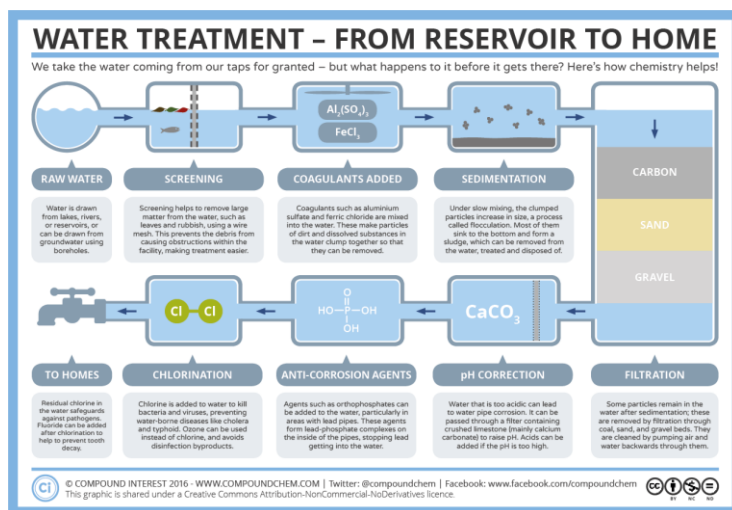 WATER TREATMENT – FROM RESERVOIR TO HOME
We take the water coming from our taps for granted – but what happens to it before it gets there? Here's how chemistry helps!
Al2(SO4)3
FeCl3
CARBON
SAND
GRAVEL
RAW WATER
Water is drawn
from lakes, rivers,
or reservoirs, or
can be drawn from
groundwater using
boreholes.
SCREENING
Screening helps to remove large
matter from the water, such as
leaves and rubbish, using a wire
mesh. This prevents the debris from
causing obstructions within the
facility, making treatment easier.
COAGULANTS ADDED
Coagulants such as aluminium
sulfate and ferric chloride are mixed
into the water. These make particles
of dirt and dissolved substances in
the water clump together so that
they can be removed.
SEDIMENTATION
Under slow mixing, the clumped
particles increase in size, a process
called flocculation. Most of them
sink to the bottom and form a
sludge, which can be removed from
the water, treated and disposed of.
Cl Cl
O
HO P OH
OH
CaCO3
TO HOMES
Residual chlorine in
the water safeguards
against pathogens.
Fluoride can be added
after chlorination to
help to prevent tooth
decay.
CHLORINATION
Chlorine is added to water to kill
bacteria and viruses, preventing
water-borne diseases like cholera
and typhoid. Ozone can be used
instead of chlorine, and avoids
disinfection byproducts.
ANTI-CORROSION AGENTS
Agents such as orthophosphates can
be added to the water, particularly in
areas with lead pipes. These agents
form lead-phosphate complexes on
the inside of the pipes, stopping lead
getting into the water.
pH CORRECTION
Water that is too acidic can lead
to water pipe corrosion. It can be
passed through a filter containing
crushed limestone (mainly calcium
carbonate) to raise pH. Acids can be
added if the pH is too high.
FILTRATION
Some particles remain in the
water after sedimentation; these
are removed by filtration through
coal, sand, and gravel beds. They
are cleaned by pumping air and
water backwards through them.
Ci
© COMPOUND INTEREST 2016 - WWW.COMPOUNDCHEM.COM | Twitter: @compoundchem | Facebook: www.facebook.com/compoundchem
This graphic is shared under a Creative Commons Attribution-NonCommercial-NoDerivatives licence.
cc
BY NC ND